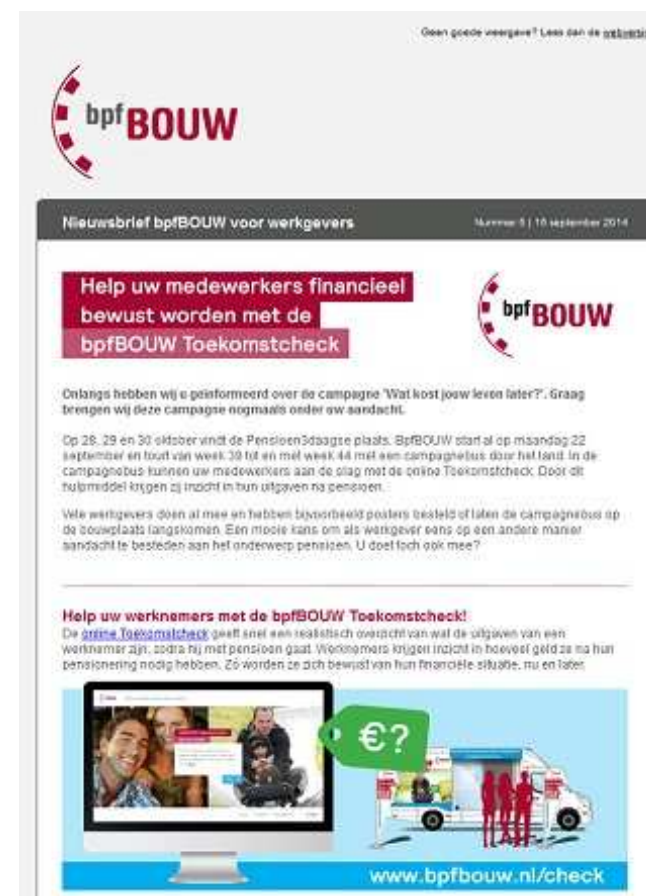 Geen goede weergave? Lees dan de webversie
bpf BOUW
Nieuwsbrief bpfBOUW voor werkgevers
Nummer | 16 september 2014
Help uw medewerkers financieel
bewust worden met de
bpfBOUW Toekomstcheck
bpf BOUW
Onlangs hebben wij u geïnformeerd over de campagne 'Wat kost jouw leven later?'. Graag
brengen wij deze campagne nogmaals onder uw aandacht.
Op 28, 29 en 30 oktober vindt de Pensioen3daagse plaats. BpfBOUW start al op maandag 22
september en tourt van week 39 tot en met week 44 met een campagnebus door het land. In de
campagnebus kunnen uw medewerkers aan de slag met de online Toekomstcheck. Door dit
hulpmiddel krijgen zij inzicht in hun uitgaven na pensioen.
Vele werkgevers doen al mee en hebben bijvoorbeeld posters besteld of laten de campagnebus op
de bouwplaats langskomen. Een mooie kans om als werkgever eens op een andere manier
aandacht te besteden aan het onderwerp pensioen. U doet toch ook mee?
Help uw werknemers met de bpfBOUW Toekomstcheck!
De online Toekomstcheck geeft snel een realistisch overzicht van wat de uitgaven van een
werknemer zijn, zodra hij met pensioen gaat. Werknemers krijgen inzicht in hoeveel geld ze na hun
pensionering nodig hebben. Zó worden ze zich bewust van hun financiële situatie, nu en later.
€?
www.bpfbouw.nl/check